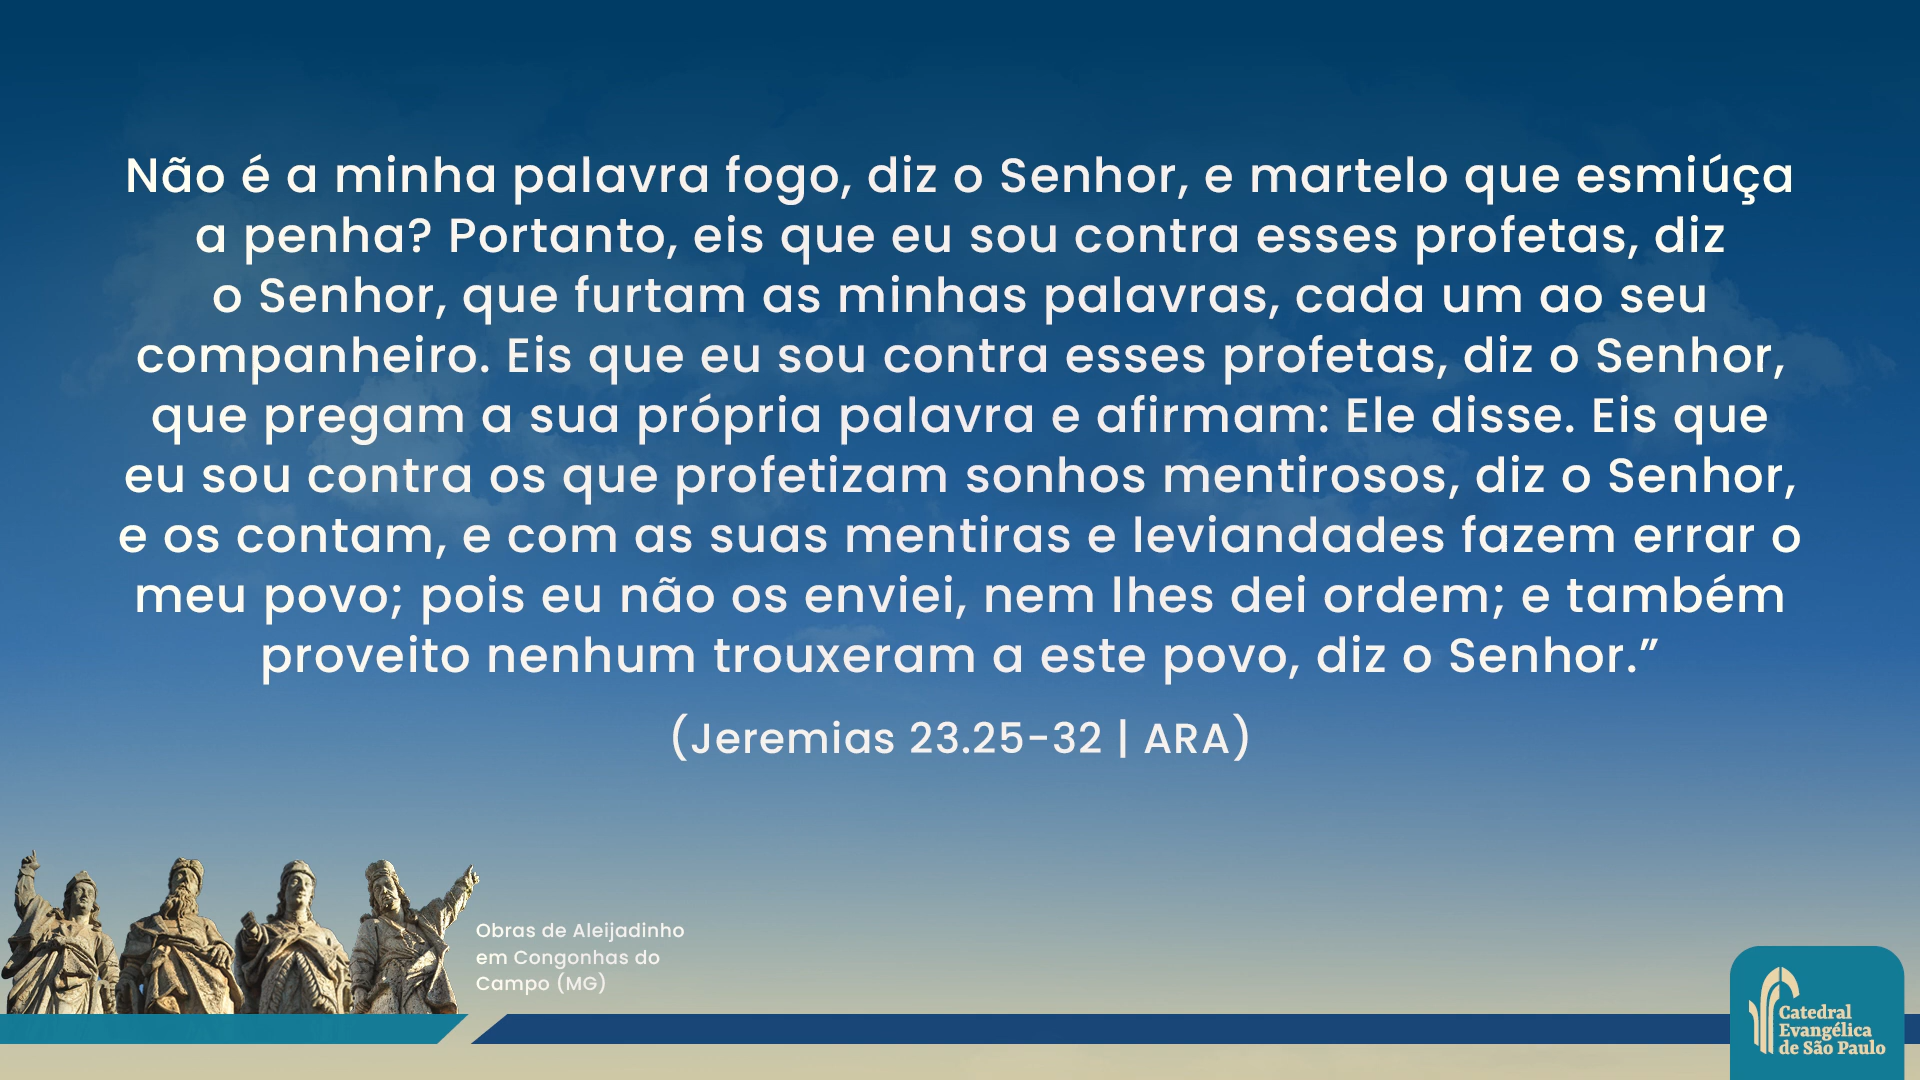 Não é a minha palavra fogo, diz o Senhor, e martelo que esmiúça
a penha? Portanto, eis que eu sou contra esses profetas, diz
o Senhor, que furtam as minhas palavras, cada um ao seu
companheiro. Eis que eu sou contra esses profetas, diz o Senhor,
que pregam a sua própria palavra e afirmam: Ele disse. Eis que
eu sou contra os que profetizam sonhos mentirosos, diz o Senhor,
e os contam, e com as suas mentiras e leviandades fazem errar o
meu povo; pois eu não os enviei, nem lhes dei ordem; e também
proveito nenhum trouxeram a este povo, diz o Senhor.”
(Jeremias 23.25-32 | ARA)
Obras de Aleijadinho
em Congonhas do
Campo (MG)
Catedral
Evangélica
de São Paulo